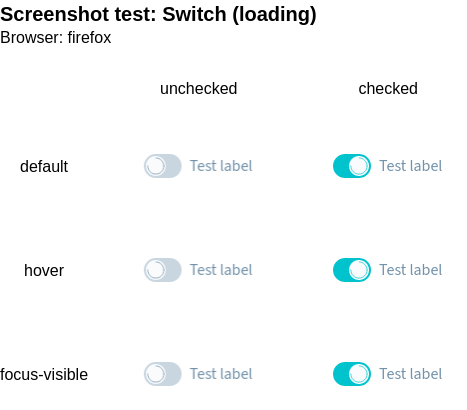 Screenshot test: Switch (loading)
Browser: firefox
unchecked checked
default Test label Test label
hover Test label Test label
focus-visible Test label Test label